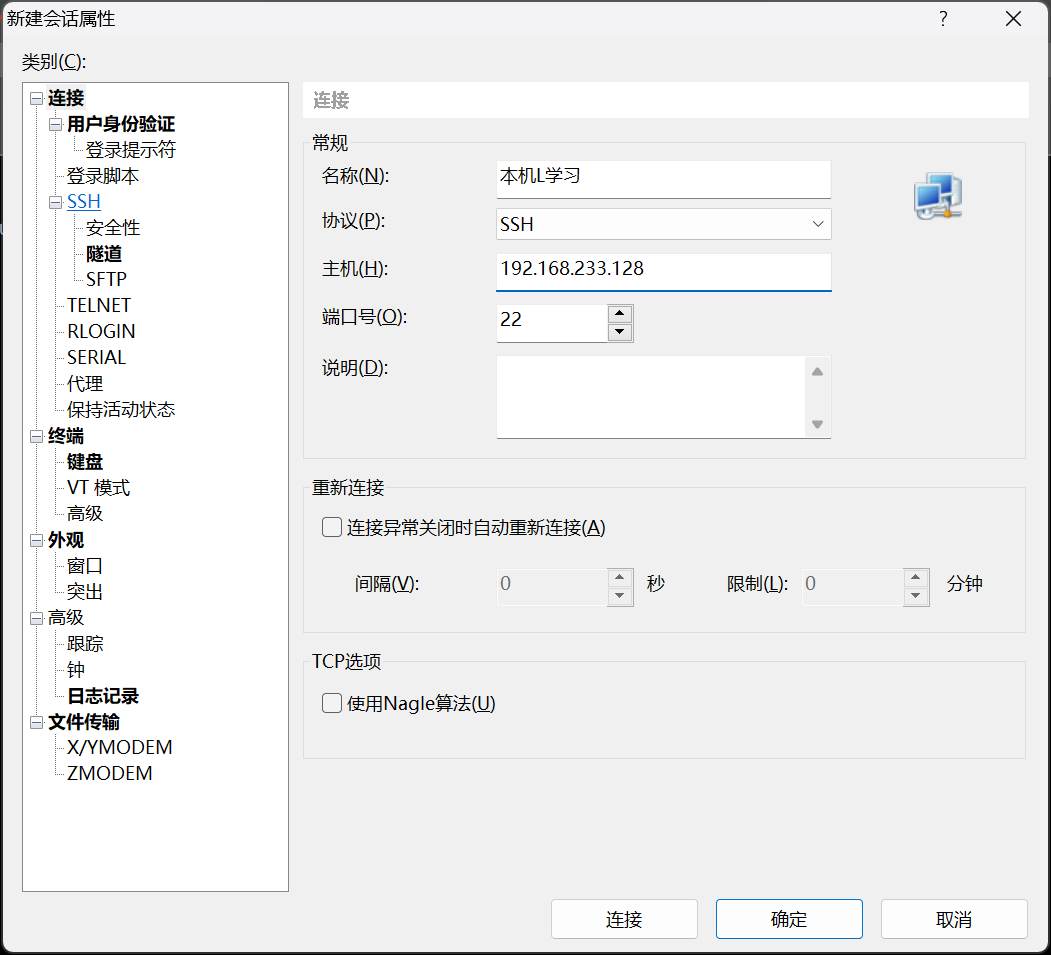 新建会话属性
?
类别(C):
连接
用户身份验证
登录提示符
登录脚本
SSH
安全性
隧道
SFTP
TELNET
RLOGIN
SERIAL
代理
保持活动状态
终端
键盘
VT 模式
高级
外观
窗口
突出
高级
跟踪
钟
日志记录
文件传输
X/YMODEM
ZMODEM
连接
常规
名称(N): 本机L学习
协议(P): SSH
主机(H): 192.168.233.128
端口号(O): 22
说明(D):
重新连接
连接异常关闭时自动重新连接(A)
间隔(V): 0 秒 限制(L): 0 分钟
TCP选项
使用Nagle算法(U)
连接 确定 取消